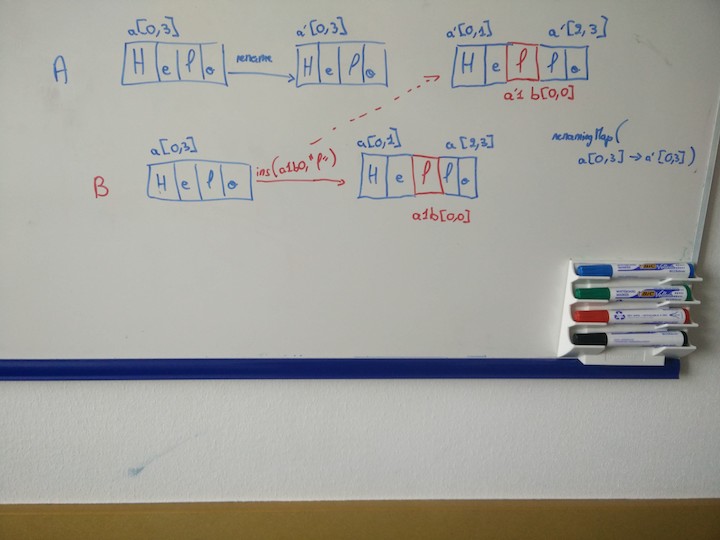 a[0,3]
a'[0,3]
a'[0,1]
a'[2,3]
A
H e l o
rename
H e l o
H e l l o
a'1 b[0,0]
renamingMap(
a[0,3] → a'[0,3])
a[0,3]
a[0,1]
a[2,3]
B
H e l o
ins(a1b0, "l")
H e l l o
a1b[0,0]